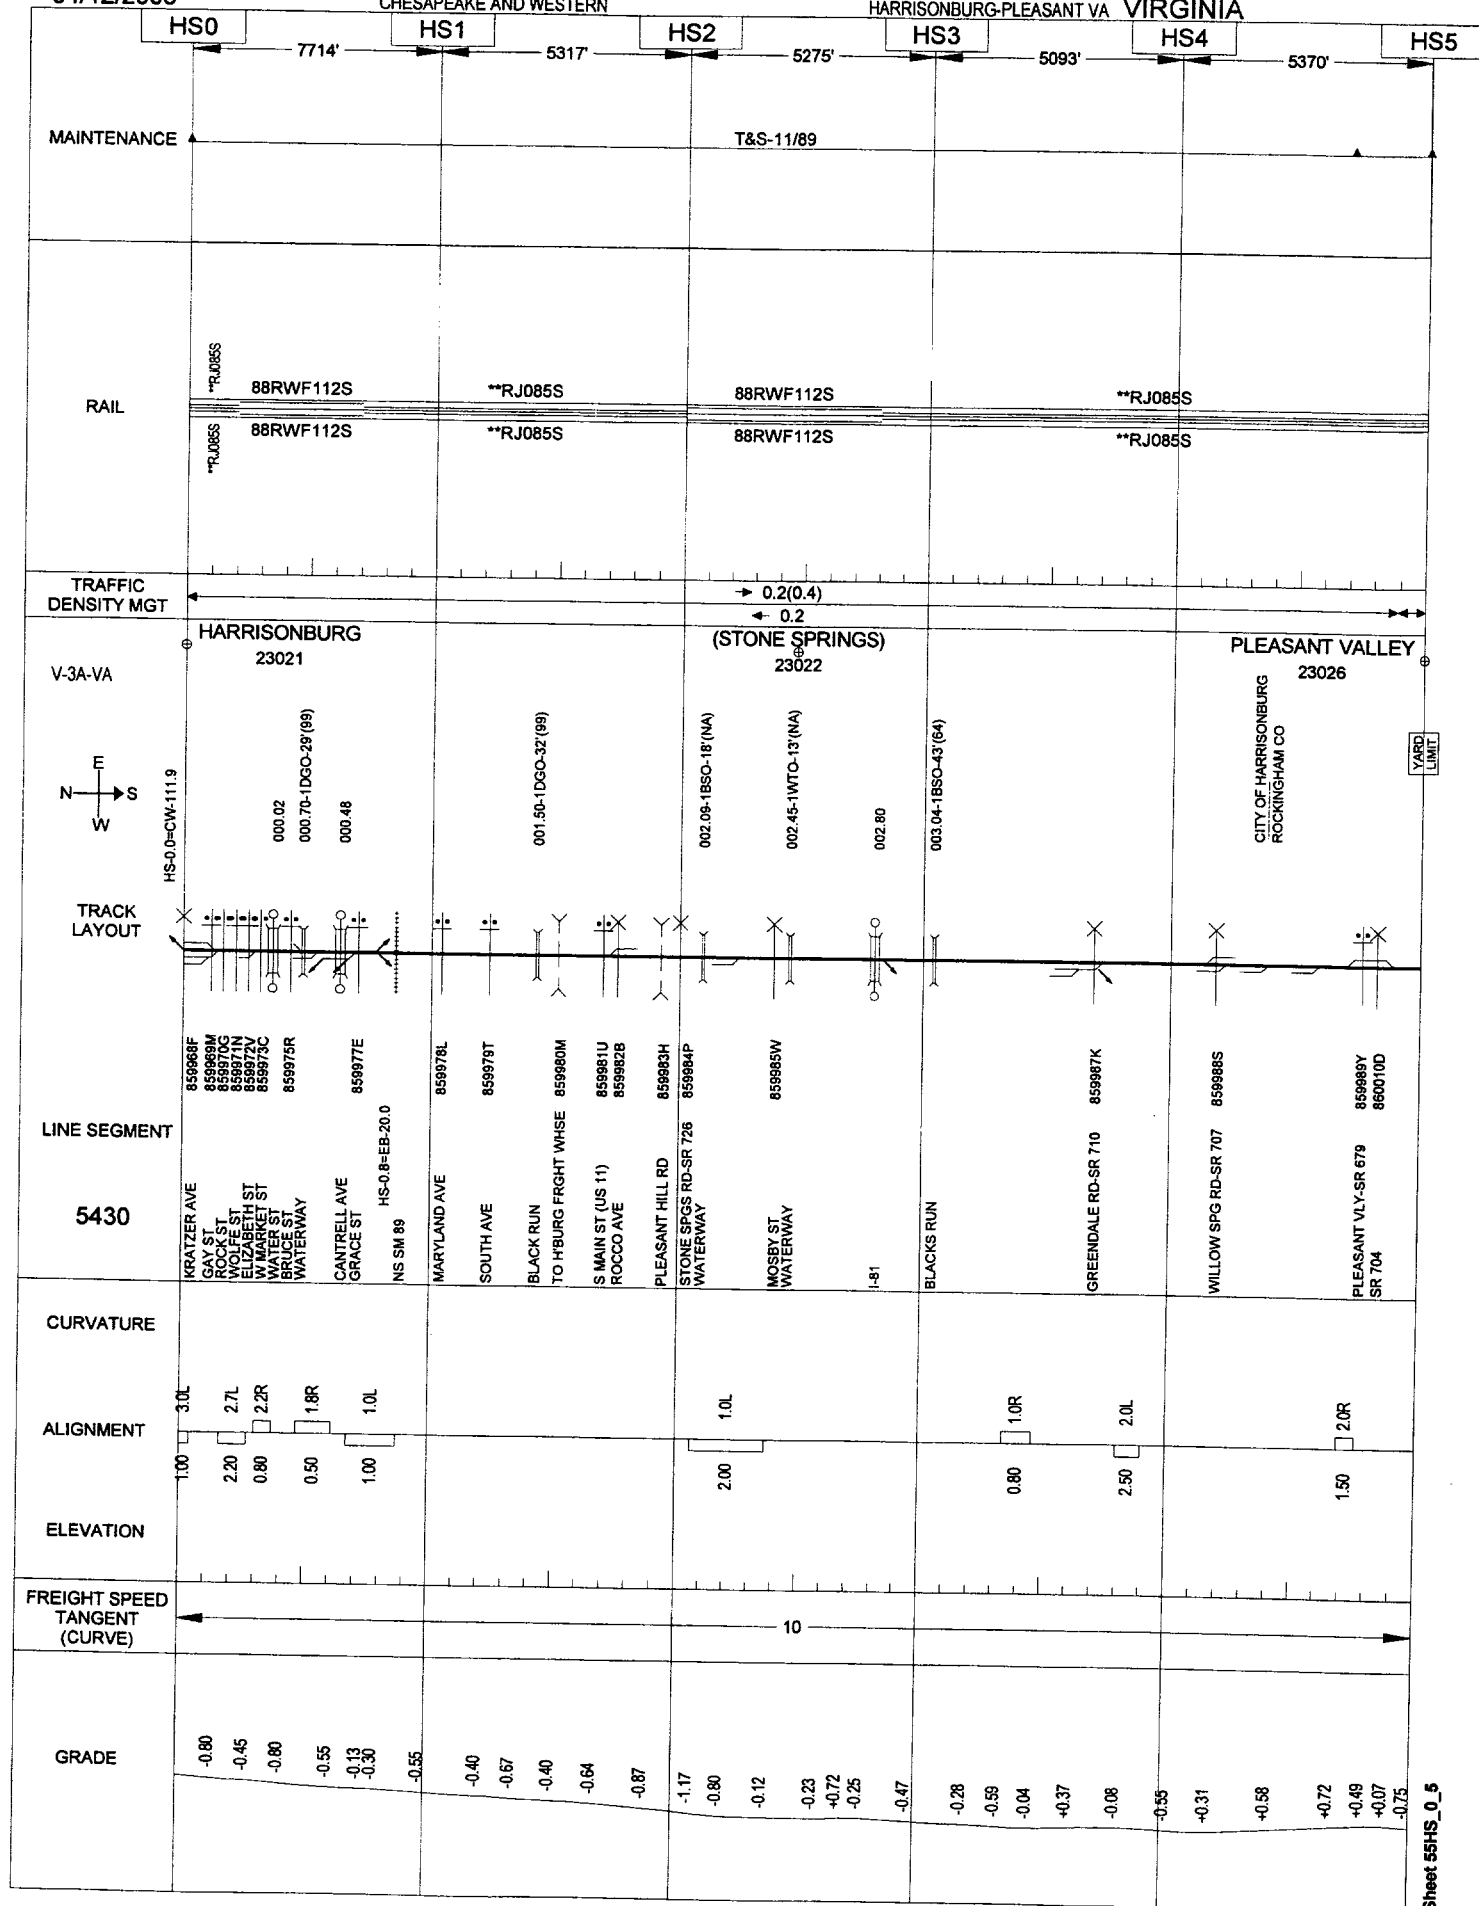 CHESAPEAKE AND WESTERN
HARRISONBURG-PLEASANT VA VIRGINIA
HS0
HS1
HS2
HS3
HS4
HS5
7714'
5317'
5275'
5093'
5370'
MAINTENANCE
T&S-11/89
RAIL
**RJ085S
88RWF112S
**RJ085S
88RWF112S
**RJ085S
**RJ085S
88RWF112S
**RJ085S
88RWF112S
**RJ085S
TRAFFIC
DENSITY MGT
0.2(0.4)
0.2
HARRISONBURG
23021
(STONE SPRINGS)
23022
PLEASANT VALLEY
23026
V-3A-VA
E
N
S
W
HS-0.0=CW-111.9
000.02
000.70-1DGO-29'(99)
000.48
001.50-1DGO-32'(99)
002.09-1BSO-18'(NA)
002.45-1WTO-13'(NA)
002.80
003.04-1BSO-43'(64)
CITY OF HARRISONBURG
ROCKINGHAM CO
YARD
LIMIT
TRACK
LAYOUT
859968F
859969M
859970G
859971N
859972V
859973C
859975R
859977E
859978L
859979T
859980M
859981U
859982B
859983H
859984P
859985W
859987K
859988S
859989Y
860010D
LINE SEGMENT
5430
KRATZER AVE
GAY ST
ROCK ST
WOLFE ST
ELIZABETH ST
W MARKET ST
WATER ST
BRUCE ST
WATERWAY
CANTRELL AVE
GRACE ST
HS-0.8=EB-20.0
NS SM 89
MARYLAND AVE
SOUTH AVE
BLACK RUN
TO H'BURG FRGHT WHSE
S MAIN ST (US 11)
ROCCO AVE
PLEASANT HILL RD
STONE SPGS RD-SR 726
WATERWAY
MOSBY ST
WATERWAY
I-81
BLACKS RUN
GREENDALE RD-SR 710
WILLOW SPG RD-SR 707
PLEASANT VLY-SR 679
SR 704
CURVATURE
3.0L
2.7L
2.2R
1.8R
1.0L
1.0L
1.0R
2.0L
2.0R
ALIGNMENT
1.00
2.20
0.80
0.50
1.00
2.00
0.80
2.50
1.50
ELEVATION
FREIGHT SPEED
TANGENT
(CURVE)
10
GRADE
-0.80
-0.45
-0.80
-0.55
-0.13
-0.30
-0.55
-0.40
-0.67
-0.40
-0.64
-0.87
-1.17
-0.80
-0.12
-0.23
+0.72
-0.25
-0.47
-0.28
-0.59
-0.04
+0.37
-0.08
-0.55
+0.31
+0.58
+0.72
+0.49
+0.07
-0.75
Sheet 55HS_0_5